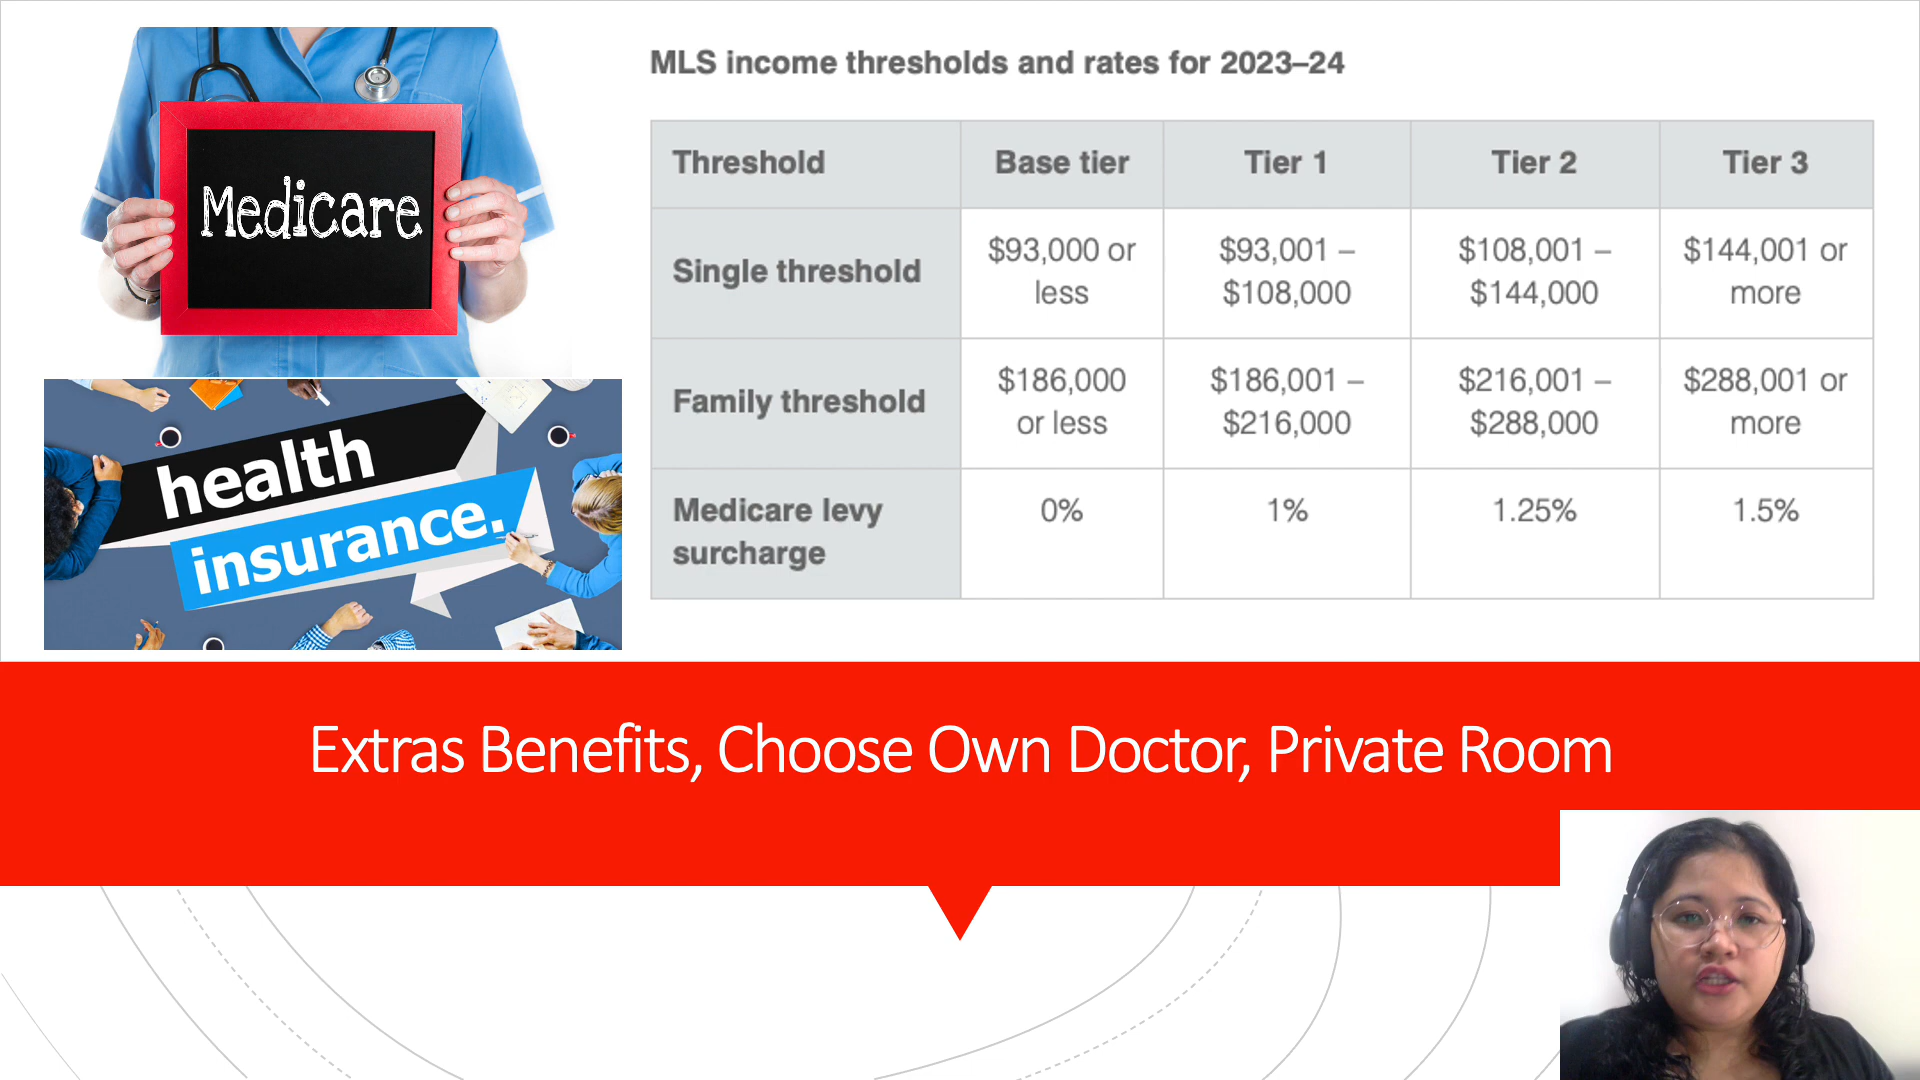 Medicare
health
insurance.
MLS income thresholds and rates for 2023–24
Threshold Base tier Tier 1 Tier 2 Tier 3
Single threshold $93,000 or less $93,001 – $108,000 $108,001 – $144,000 $144,001 or more
Family threshold $186,000 or less $186,001 – $216,000 $216,001 – $288,000 $288,001 or more
Medicare levy surcharge 0% 1% 1.25% 1.5%
Extras Benefits, Choose Own Doctor, Private Room